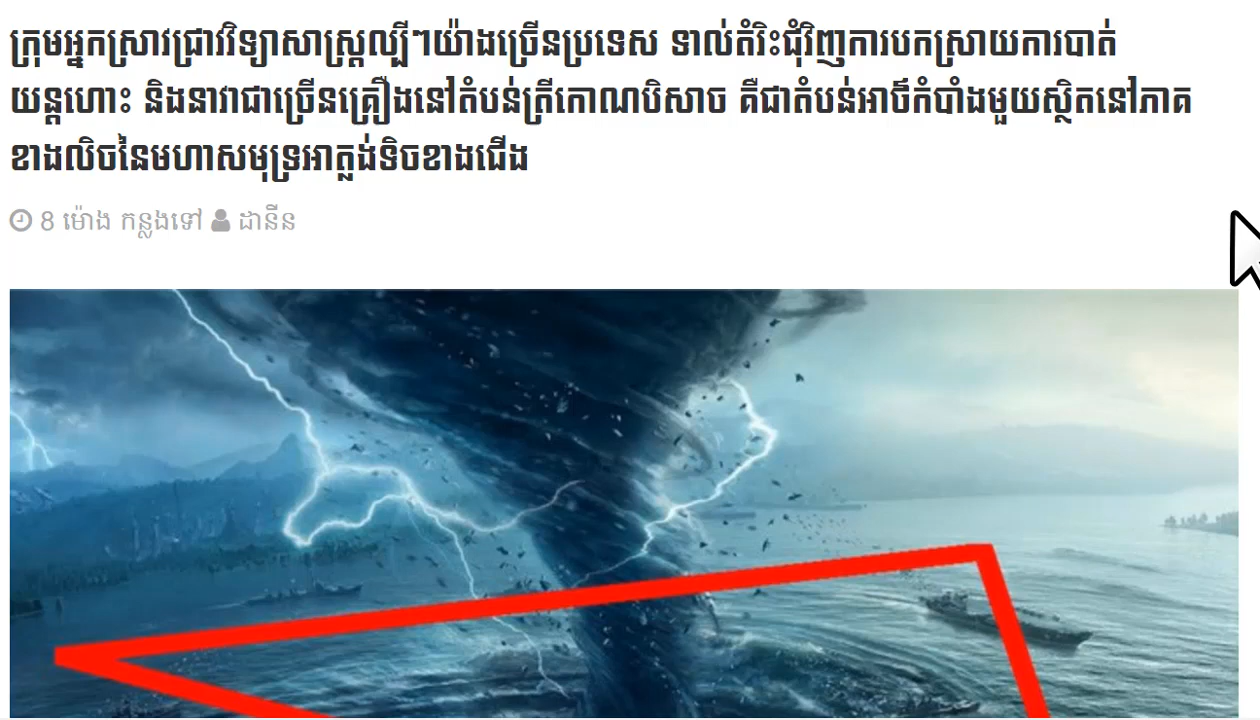 ក្រុមអ្នកស្រាវជ្រាវវិទ្យាសាស្ត្រល្បីៗយ៉ាងច្រើនប្រទេស ទាល់តំរិះជុំវិញការបកស្រាយការបាត់
យន្តហោះ និងនាវាជាច្រើនគ្រឿងនៅតំបន់ត្រីកោណបិសាច គឺជាតំបន់អាថ៌កំបាំងមួយស្ថិតនៅភាគ
ខាងលិចនៃមហាសមុទ្រអាត្លង់ទិចខាងជើង
8 ម៉ោង កន្លងទៅ ដានីន